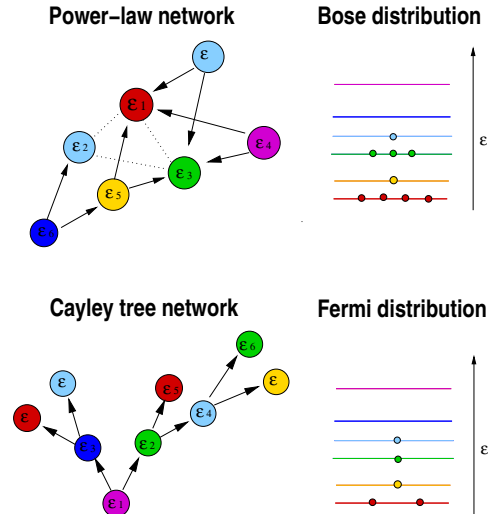 Power–law network
Bose distribution
ε
ε1
ε2
ε4
ε
ε3
ε5
ε6
Cayley tree network
Fermi distribution
ε6
ε
ε5
ε
ε
ε4
ε2
ε3
ε
ε1